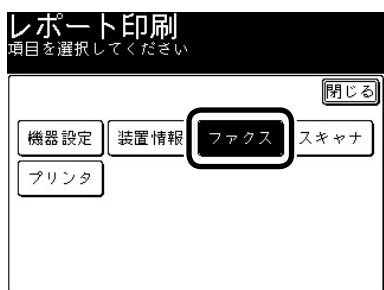 レポート印刷
項目を選択してください
閉じる
機器設定 装置情報 ファクス スキャナ
プリンタ